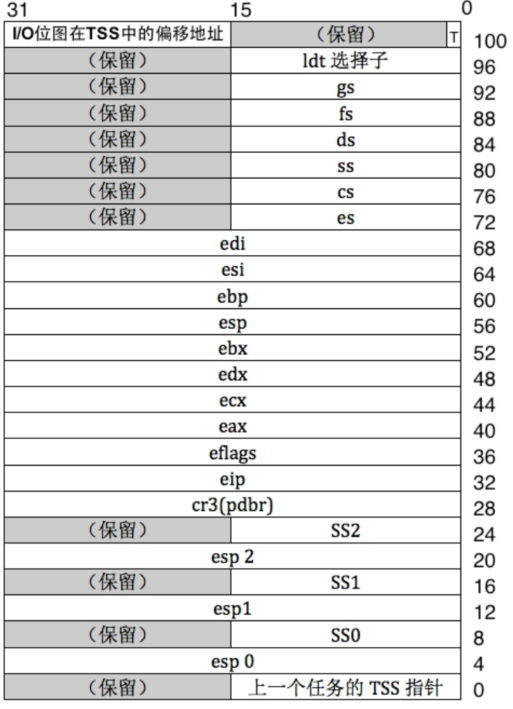 31 15 0
I/O位图在TSS中的偏移地址 （保留） T 100
（保留） ldt 选择子 96
（保留） gs 92
（保留） fs 88
（保留） ds 84
（保留） ss 80
（保留） cs 76
（保留） es 72
edi 68
esi 64
ebp 60
esp 56
ebx 52
edx 48
ecx 44
eax 40
eflags 36
eip 32
cr3(pdbr) 28
（保留） SS2 24
esp 2 20
（保留） SS1 16
esp1 12
（保留） SS0 8
esp 0 4
（保留） 上一个任务的 TSS 指针 0